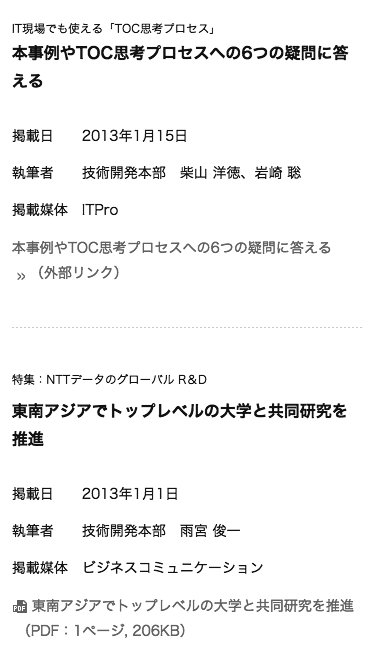 IT現場でも使える「TOC思考プロセス」
本事例やTOC思考プロセスへの6つの疑問に答
える
掲載日 2013年1月15日
執筆者 技術開発本部 柴山 洋徳、岩崎 聡
掲載媒体 ITPro
本事例やTOC思考プロセスへの6つの疑問に答える
»（外部リンク）
特集：NTTデータのグローバル R＆D
東南アジアでトップレベルの大学と共同研究を
推進
掲載日 2013年1月1日
執筆者 技術開発本部 雨宮 俊一
掲載媒体 ビジネスコミュニケーション
PDF 東南アジアでトップレベルの大学と共同研究を推進
（PDF：1ページ, 206KB）